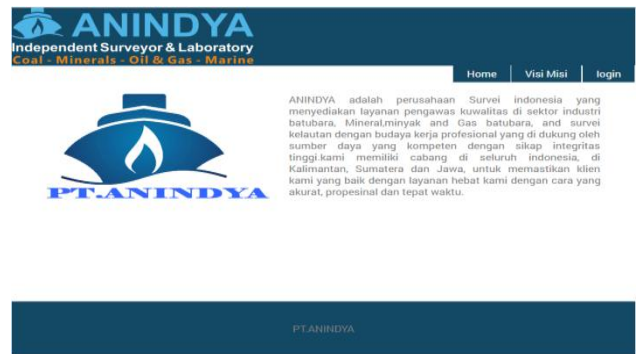 ANINDYA
Independent Surveyor & Laboratory
Coal - Minerals - Oil & Gas - Marine
Home Visi Misi login
ANINDYA adalah perusahaan Survei indonesia yang
menyediakan layanan pengawas kuwalitas di sektor industri
batubara, Mineral,minyak and Gas batubara, and survei
kelautan dengan budaya kerja profesional yang di dukung oleh
sumber daya yang kompeten dengan sikap integritas
tinggi.kami memiliki cabang di seluruh indonesia, di
Kalimantan, Sumatera dan Jawa, untuk memastikan klien
kami yang baik dengan layanan hebat kami dengan cara yang
akurat, propesinal dan tepat waktu.
PT.ANINDYA
PT.ANINDYA